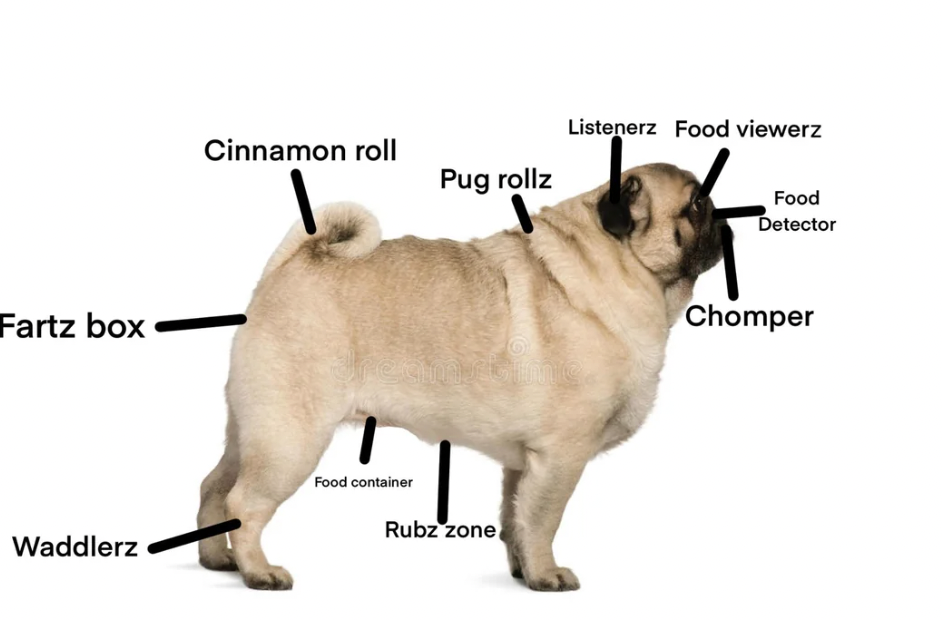 Listenerz
Food viewerz
Cinnamon roll
Pug rollz
Food
Detector
Chomper
Fartz box
Food container
Rubz zone
Waddlerz
dreamstime